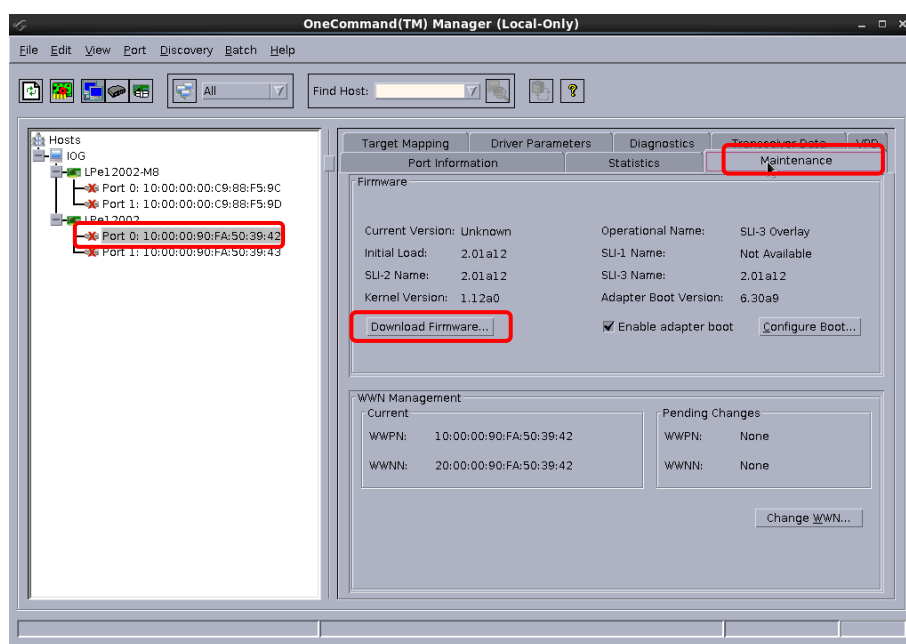 OneCommand(TM) Manager (Local-Only)
File Edit View Port Discovery Batch Help
All
Find Host:
?
Hosts
IOG
LPe12002-M8
Port 0: 10:00:00:00:C9:88:F5:9C
Port 1: 10:00:00:00:C9:88:F5:9D
LPe12002
Port 0: 10:00:00:90:FA:50:39:42
Port 1: 10:00:00:90:FA:50:39:43
Target Mapping Driver Parameters Diagnostics Transceiver Data VPD
Port Information Statistics Maintenance
Firmware
Current Version: Unknown Operational Name: SLI-3 Overlay
Initial Load: 2.01a12 SLI-1 Name: Not Available
SLI-2 Name: 2.01a12 SLI-3 Name: 2.01a12
Kernel Version: 1.12a0 Adapter Boot Version: 6.30a9
Download Firmware... Enable adapter boot Configure Boot...
WWN Management
Current Pending Changes
WWPN: 10:00:00:90:FA:50:39:42 WWPN: None
WWNN: 20:00:00:90:FA:50:39:42 WWNN: None
Change WWN...